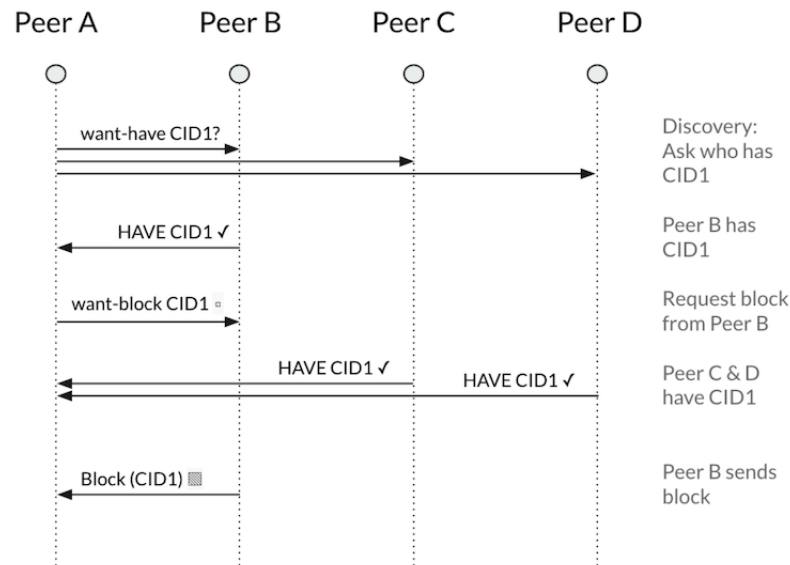 Peer A
Peer B
Peer C
Peer D
want-have CID1?
Discovery:
Ask who has
CID1
HAVE CID1 ✓
Peer B has
CID1
want-block CID1
Request block
from Peer B
HAVE CID1 ✓
HAVE CID1 ✓
Peer C & D
have CID1
Block (CID1)
Peer B sends
block